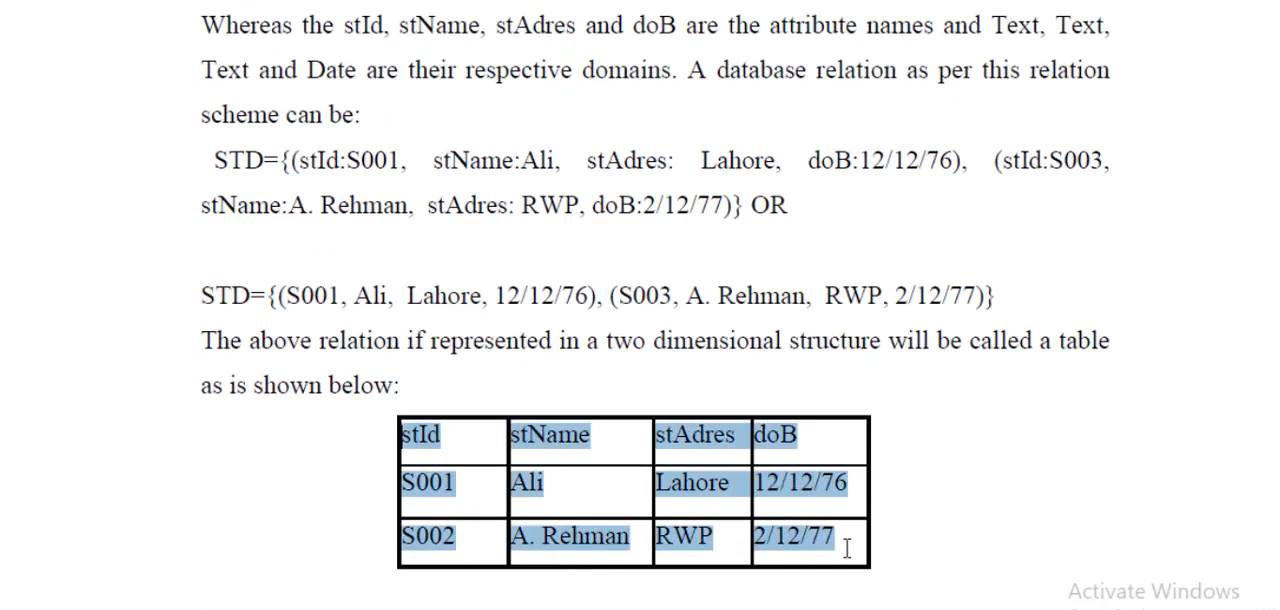 Whereas the stId, stName, stAdres and doB are the attribute names and Text, Text,
Text and Date are their respective domains. A database relation as per this relation
scheme can be:
STD={(stId:S001, stName:Ali, stAdres: Lahore, doB:12/12/76), (stId:S003,
stName:A. Rehman, stAdres: RWP, doB:2/12/77)} OR
STD={(S001, Ali, Lahore, 12/12/76), (S003, A. Rehman, RWP, 2/12/77)}
The above relation if represented in a two dimensional structure will be called a table
as is shown below:
stId stName stAdres doB
S001 Ali Lahore 12/12/76
S002 A. Rehman RWP 2/12/77
Activate Windows